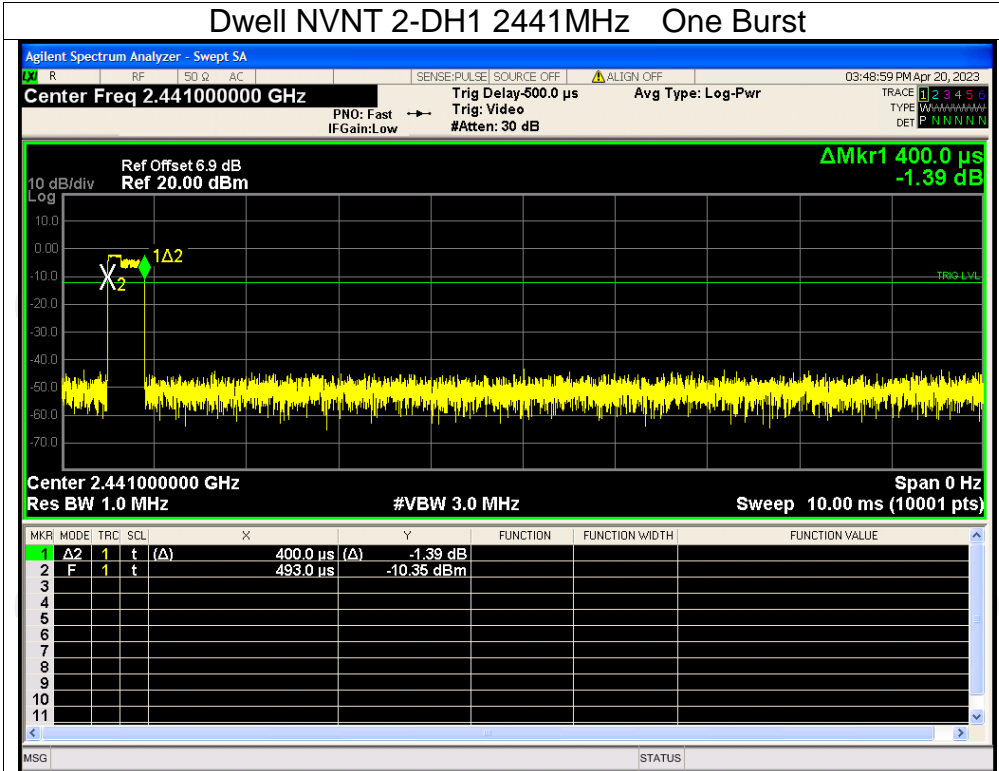 Dwell NVNT 2-DH1 2441MHz One Burst
Agilent Spectrum Analyzer - Swept SA
LXI R RF 50 Ω AC SENSE:PULSE SOURCE OFF ALIGN OFF 03:48:59 PM Apr 20, 2023
Center Freq 2.441000000 GHz
PNO: Fast
IFGain:Low
Trig Delay-500.0 µs
Trig: Video
#Atten: 30 dB
Avg Type: Log-Pwr
TRACE 1 2 3 4 5 6
TYPE W
DET P N N N N N
ΔMkr1 400.0 µs
-1.39 dB
Ref Offset 6.9 dB
10 dB/div Ref 20.00 dBm
Log
10.0
0.00
-10.0
-20.0
-30.0
-40.0
-50.0
-60.0
-70.0
1Δ2
2
TRIG LVL
Center 2.441000000 GHz Span 0 Hz
Res BW 1.0 MHz #VBW 3.0 MHz Sweep 10.00 ms (10001 pts)
MKR MODE TRC SCL X Y FUNCTION FUNCTION WIDTH FUNCTION VALUE
1 Δ2 1 t (Δ) 400.0 µs (Δ) -1.39 dB
2 F 1 t 493.0 µs -10.35 dBm
3
4
5
6
7
8
9
10
11
MSG STATUS